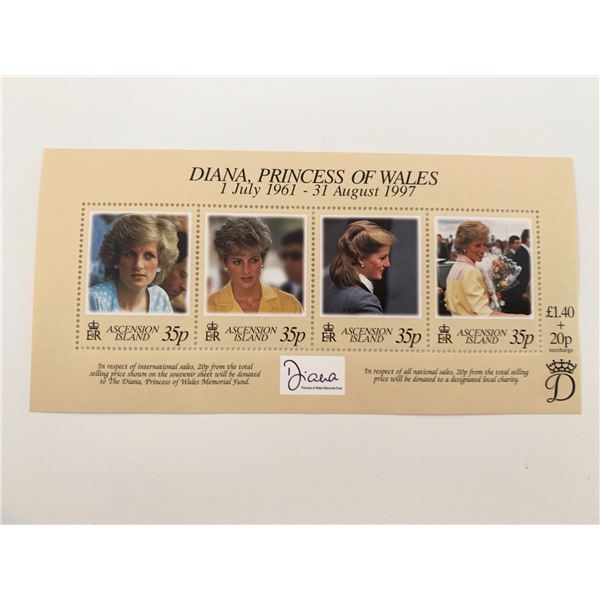 DIANA, PRINCESS OF WALES
1 July 1961 - 31 August 1997
E R
ASCENSION
ISLAND
35p
E R
ASCENSION
ISLAND
35p
E R
ASCENSION
ISLAND
35p
E R
ASCENSION
ISLAND
35p
£1.40
+
20p
surcharge
D
In respect of international sales, 20p from the total
selling price shown on the souvenir sheet will be donated
to The Diana, Princess of Wales Memorial Fund.
Diana
Princess of Wales Memorial Fund
In respect of all national sales, 20p from the total selling
price will be donated to a designated local charity.